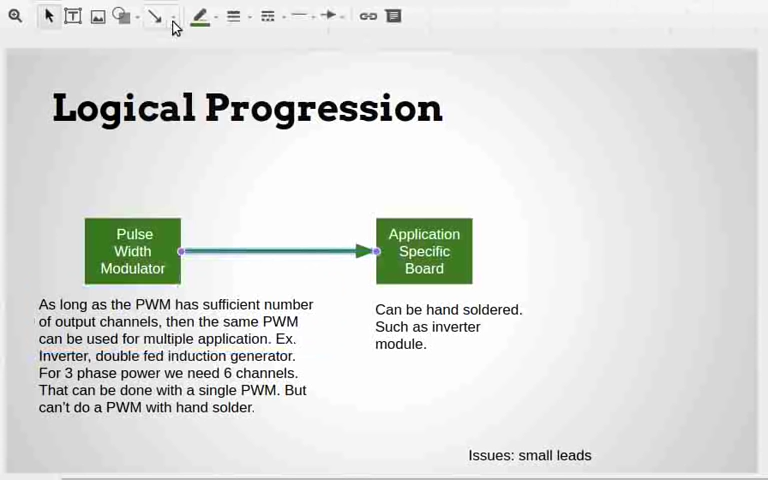 Logical Progression
Pulse
Width
Modulator
Application
Specific
Board
As long as the PWM has sufficient number
of output channels, then the same PWM
can be used for multiple application. Ex.
Inverter, double fed induction generator.
For 3 phase power we need 6 channels.
That can be done with a single PWM. But
can't do a PWM with hand solder.
Can be hand soldered.
Such as inverter
module.
Issues: small leads